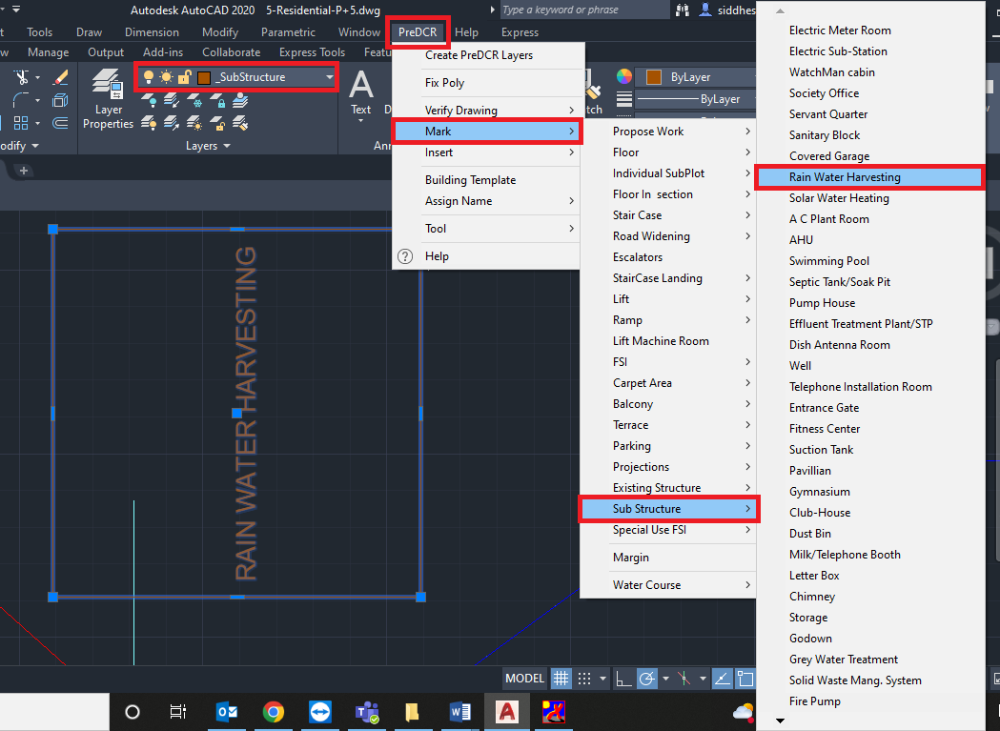 Autodesk AutoCAD 2020 5-Residential-P+5.dwg
Type a keyword or phrase
siddhes
Tools Draw Dimension Modify Parametric Window PreDCR Help Express
Manage Output Add-ins Collaborate Express Tools Featu
_SubStructure
Layer
Properties
Text
ByLayer
ByLayer
odify
Layers
Ann
Create PreDCR Layers
Fix Poly
Verify Drawing
Mark
Insert
Building Template
Assign Name
Tool
Help
Propose Work
Floor
Individual SubPlot
Floor In section
Stair Case
Road Widening
Escalators
StairCase Landing
Lift
Ramp
Lift Machine Room
FSI
Carpet Area
Balcony
Terrace
Parking
Projections
Existing Structure
Sub Structure
Special Use FSI
Margin
Water Course
Electric Meter Room
Electric Sub-Station
WatchMan cabin
Society Office
Servant Quarter
Sanitary Block
Covered Garage
Rain Water Harvesting
Solar Water Heating
A C Plant Room
AHU
Swimming Pool
Septic Tank/Soak Pit
Pump House
Effluent Treatment Plant/STP
Dish Antenna Room
Well
Telephone Installation Room
Entrance Gate
Fitness Center
Suction Tank
Pavillian
Gymnasium
Club-House
Dust Bin
Milk/Telephone Booth
Letter Box
Chimney
Storage
Godown
Grey Water Treatment
Solid Waste Mang. System
Fire Pump
RAIN WATER HARVESTING
MODEL